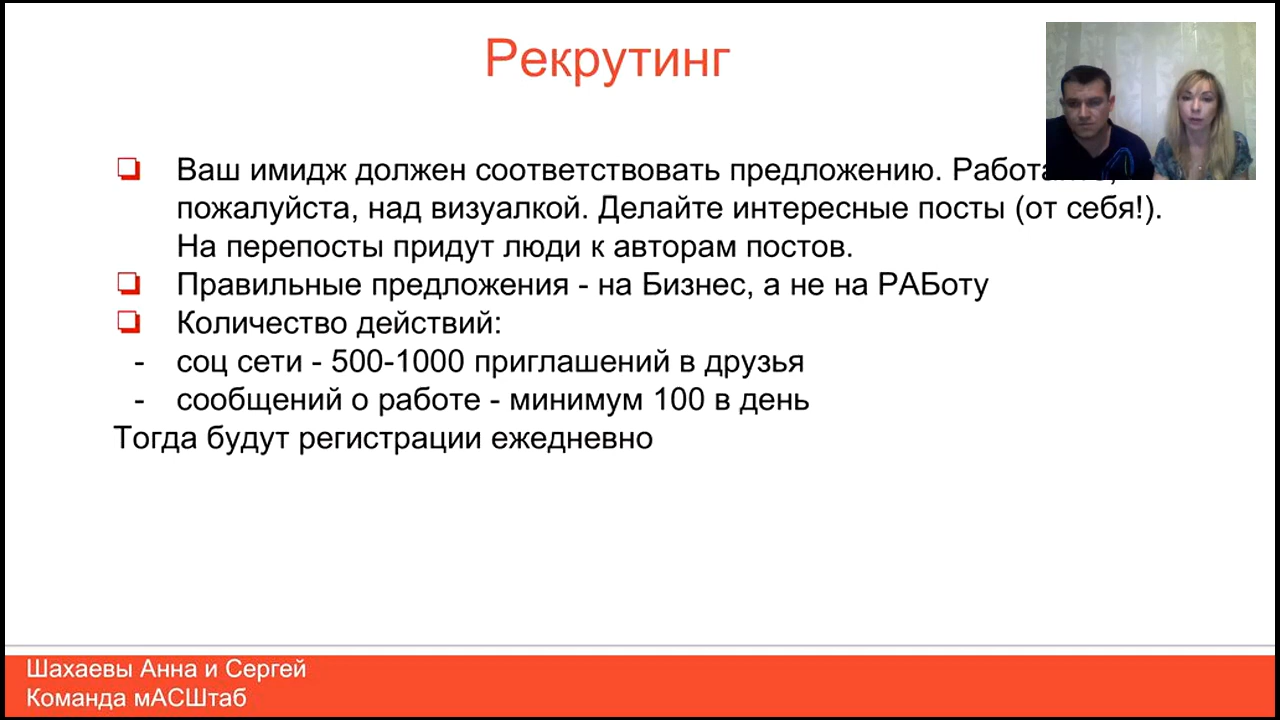 Рекрутинг
Ваш имидж должен соответствовать предложению.
пожалуйста, над визуалкой. Делайте интересные посты (от себя!).
На перепосты придут люди к авторам постов.
Правильные предложения - на Бизнес, а не на РАБоту
Количество действий:
- соц сети - 500-1000 приглашений в друзья
- сообщений о работе - минимум 100 в день
Тогда будут регистрации ежедневно
Шахаевы Анна и Сергей
Команда мАСШтаб